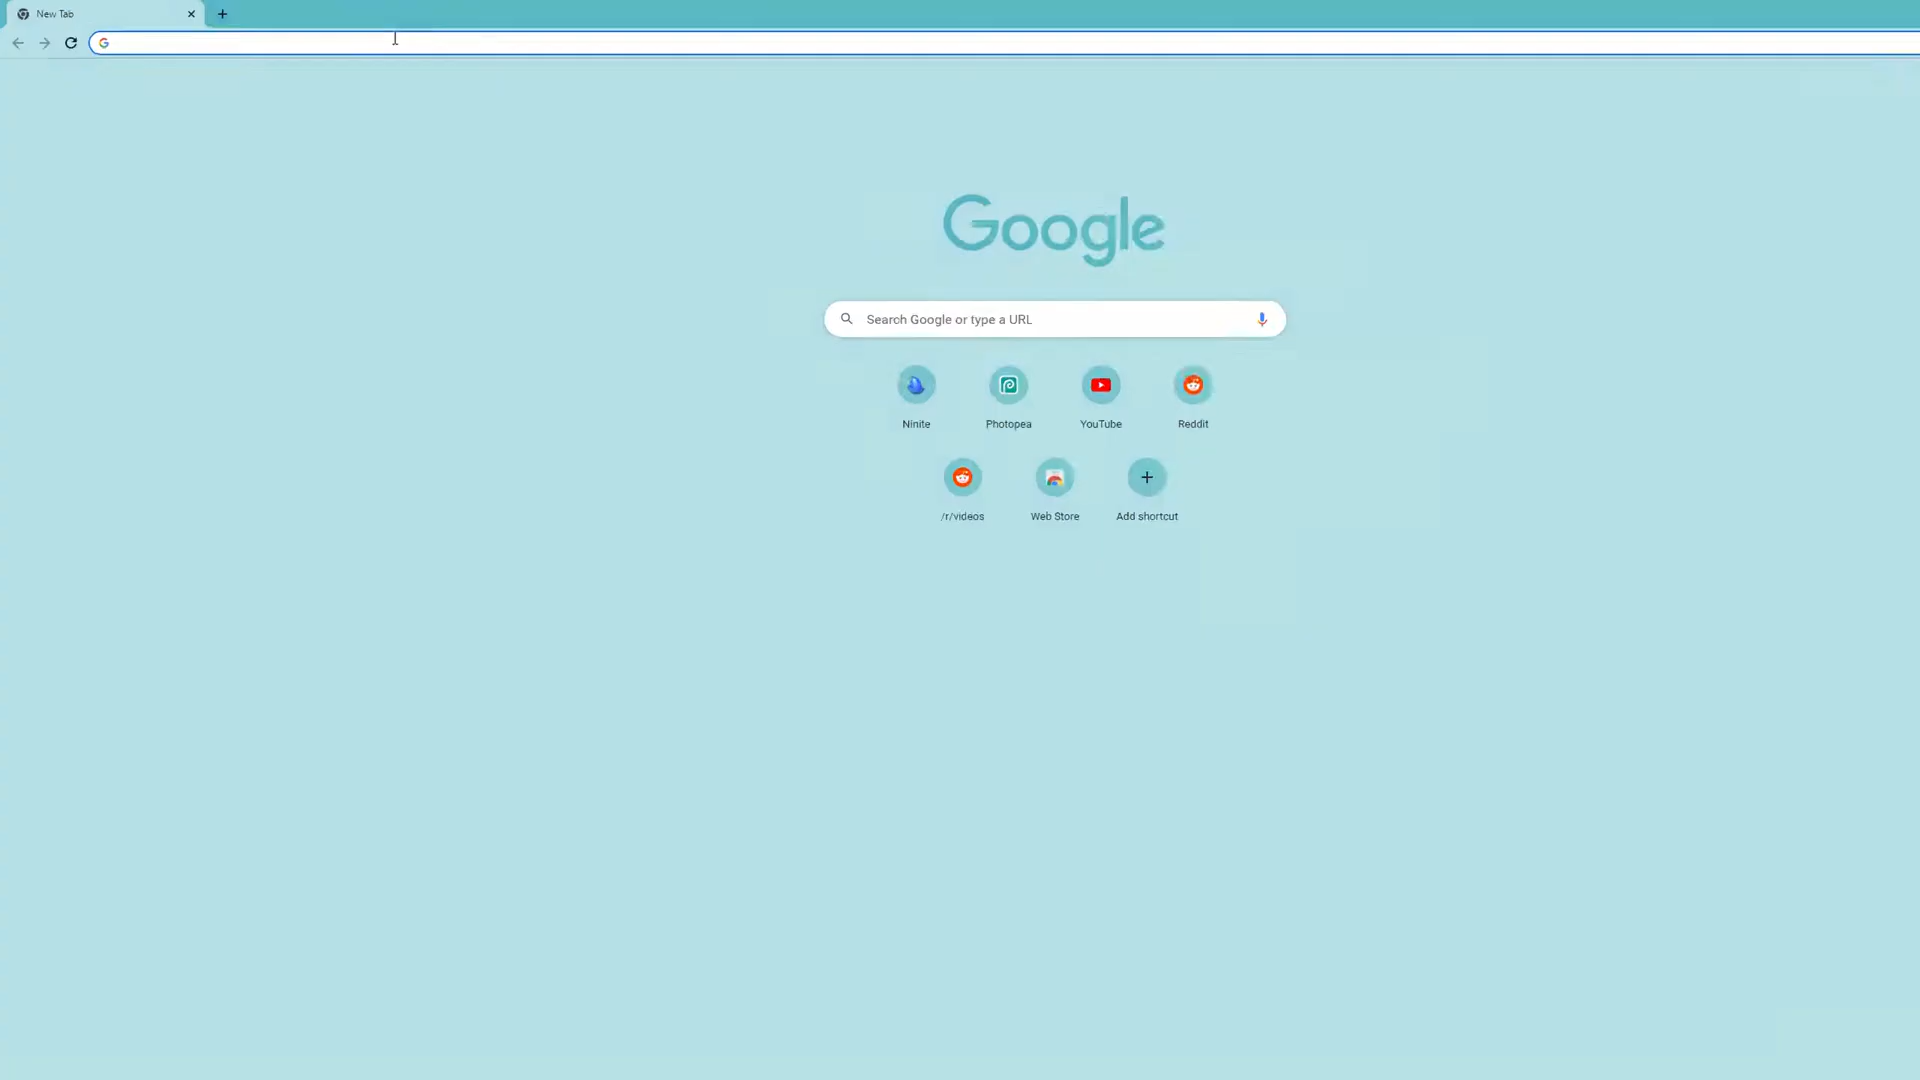 New Tab
Google
Search Google or type a URL
Ninite
Photopea
YouTube
Reddit
/r/videos
Web Store
Add shortcut